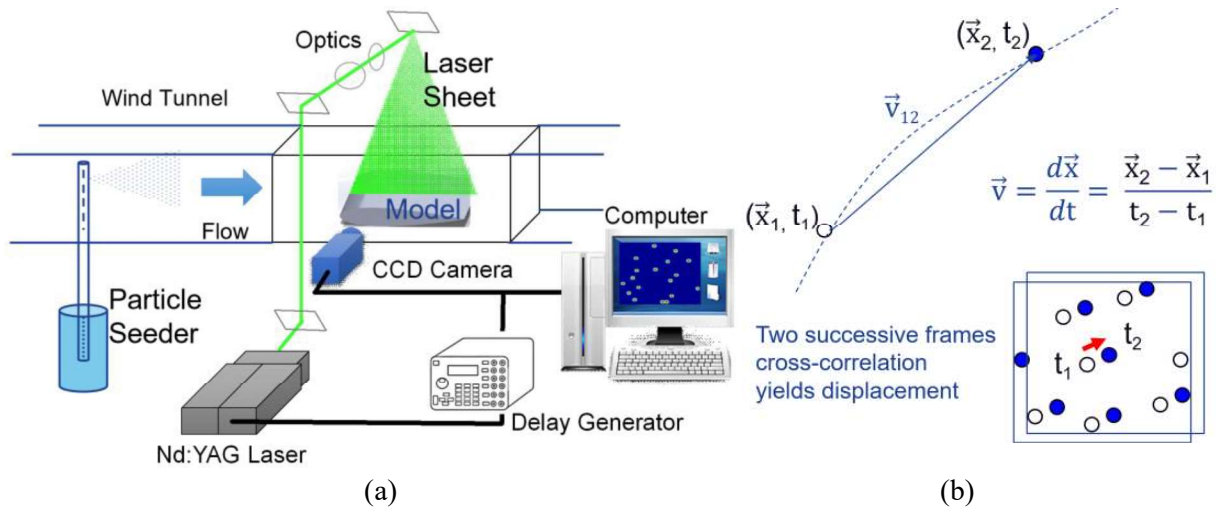 Optics
Laser
Sheet
Wind Tunnel
Model
Flow
Computer
CCD Camera
Particle
Seeder
Delay Generator
Nd:YAG Laser
(a)
(x⃗₂, t₂)
v⃗₁₂
v⃗ = dx⃗/dt = (x⃗₂ − x⃗₁)/(t₂ − t₁)
(x⃗₁, t₁)
Two successive frames
cross-correlation
yields displacement
t₂
t₁
(b)